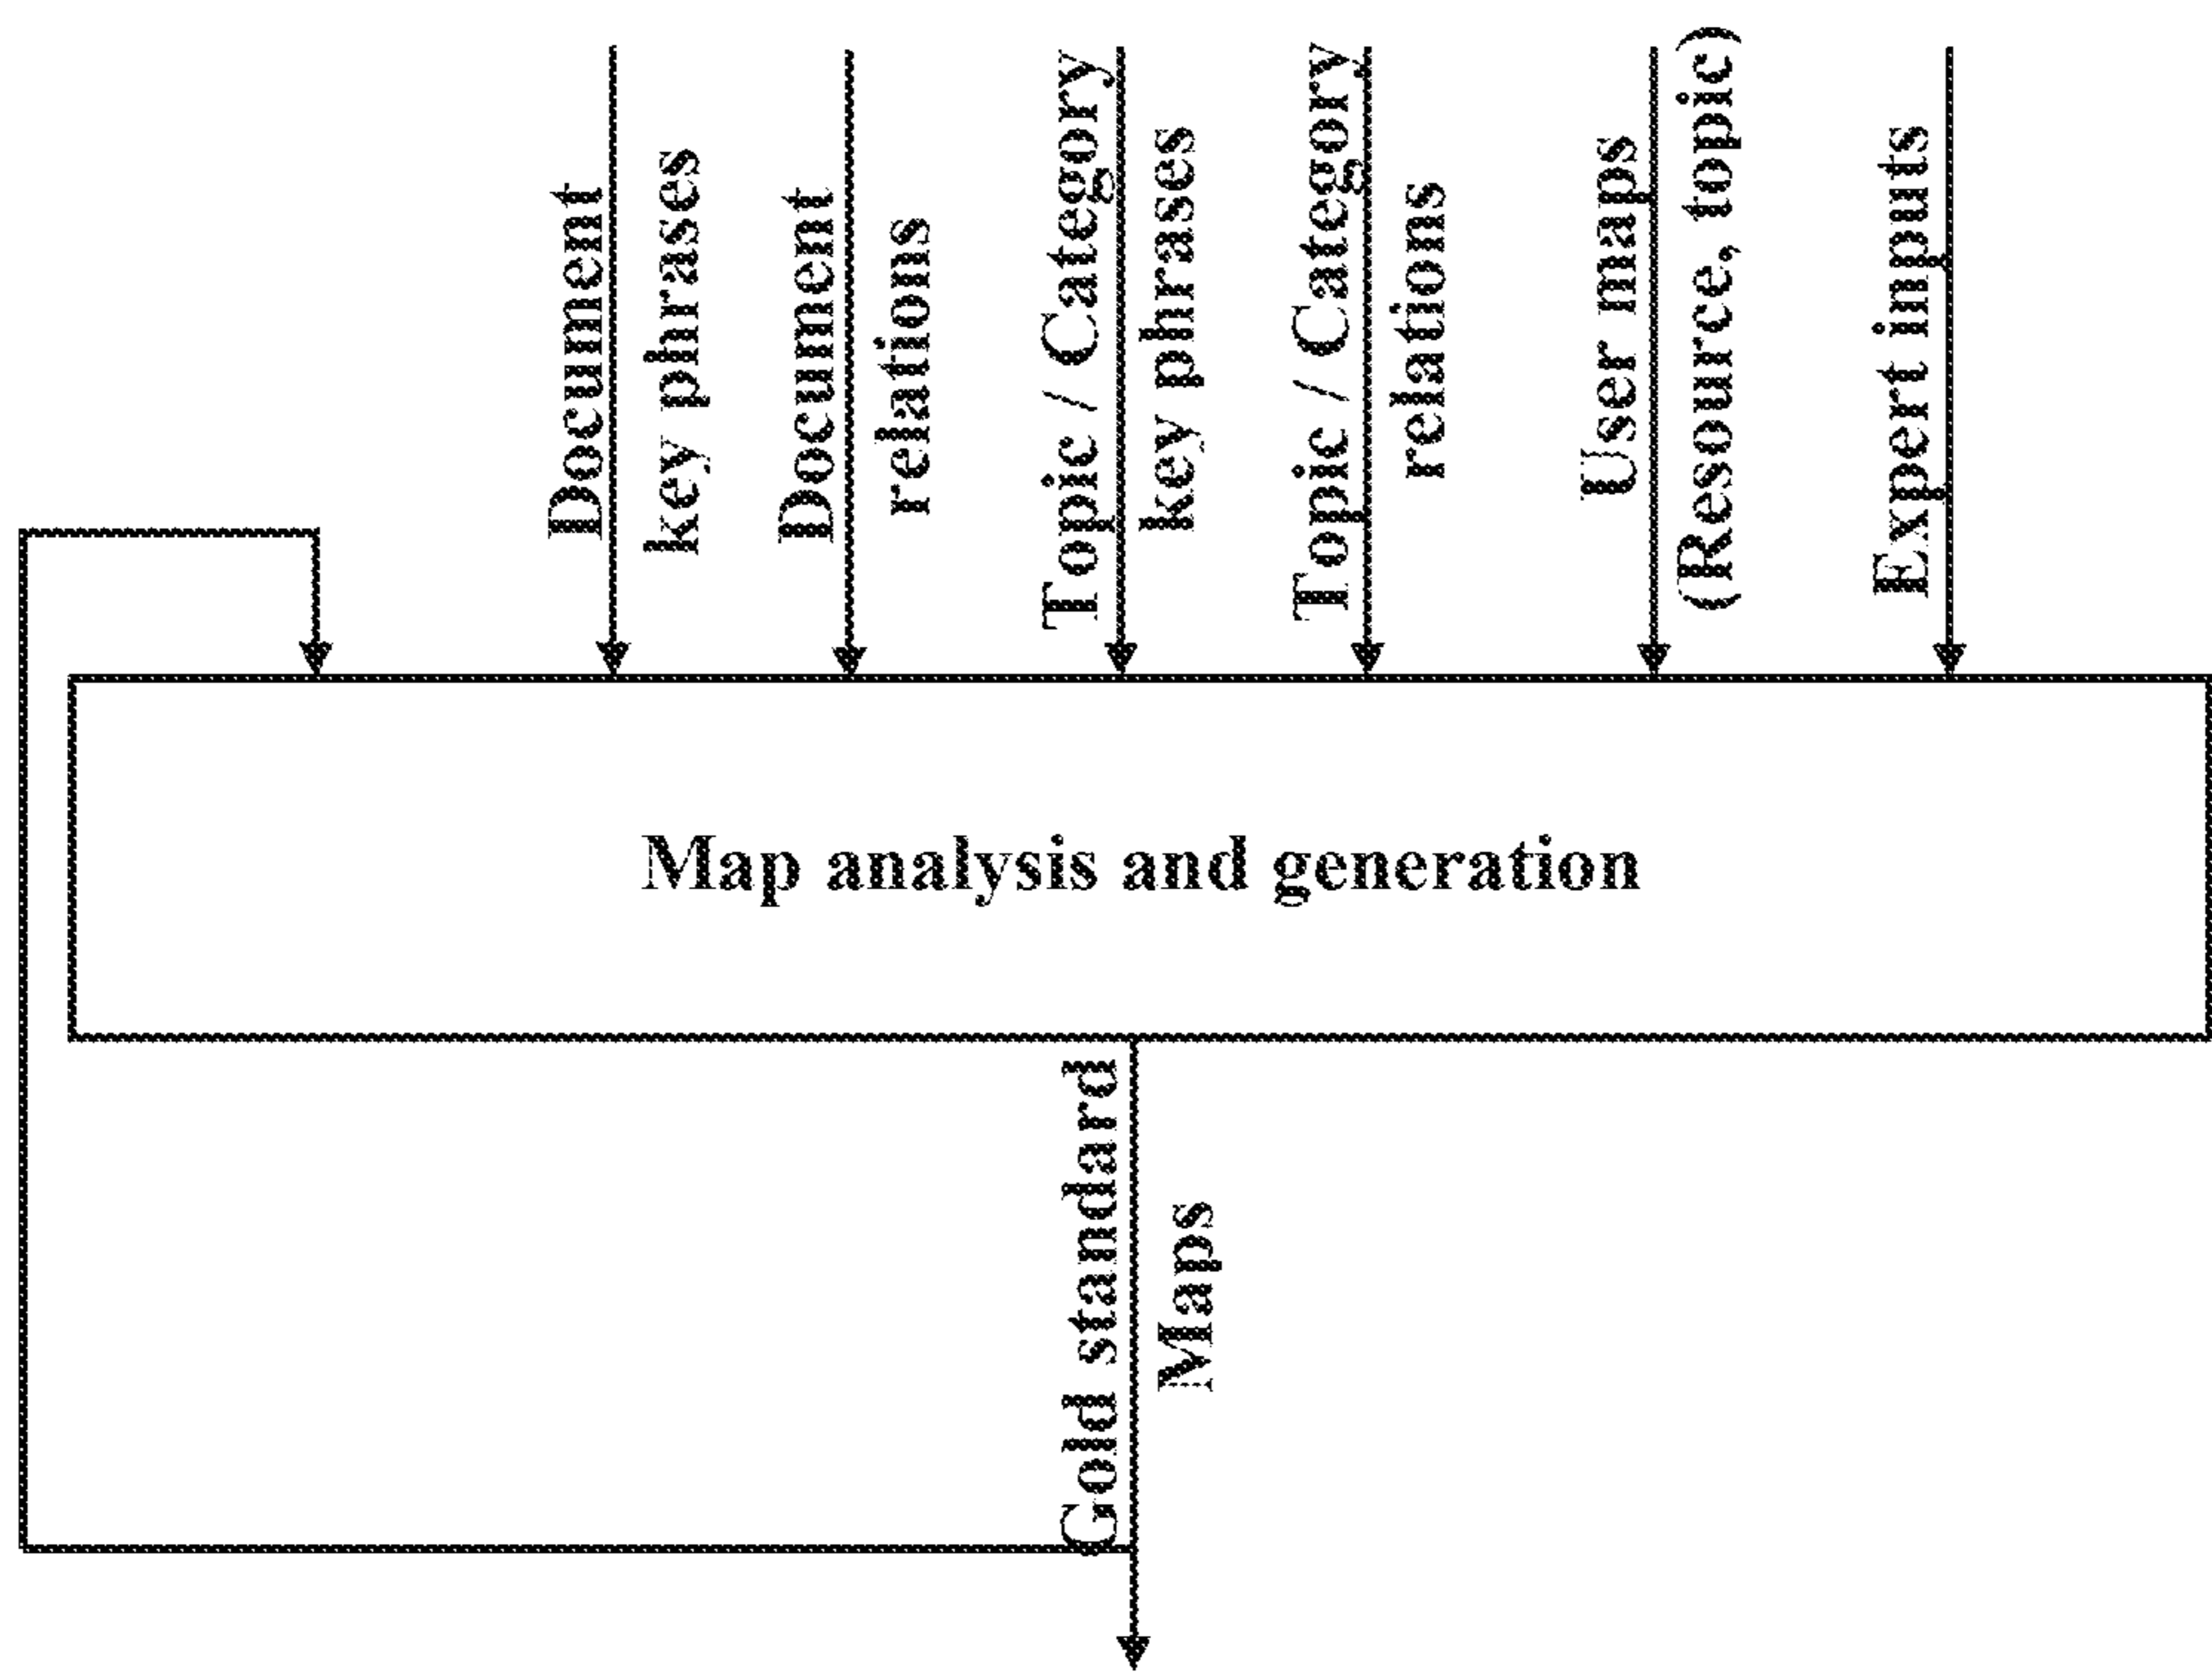 Document
key phrases
Document
relations
Topic / Category
key phrases
Topic / Category
relations
User maps
(Resource, topic)
Expert inputs
Map analysis and generation
Gold standard
Maps